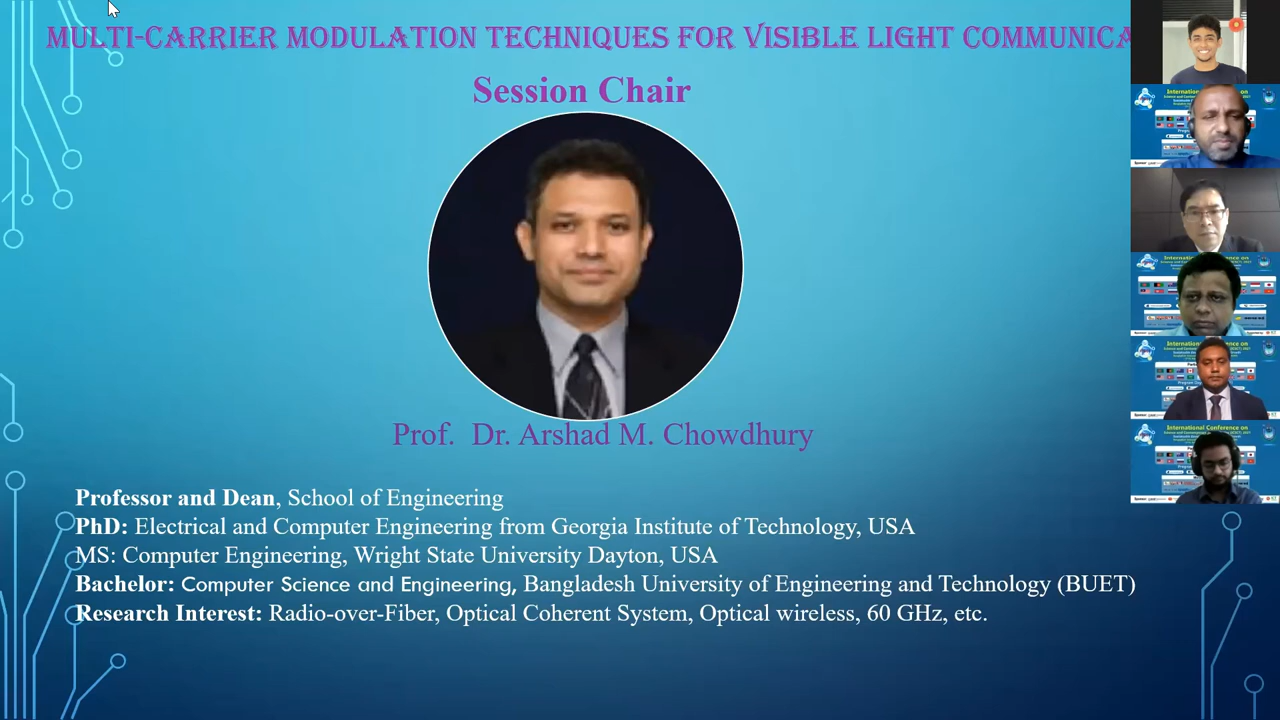 MULTI-CARRIER MODULATION TECHNIQUES FOR VISIBLE LIGHT COMMUNICA
Session Chair
Prof. Dr. Arshad M. Chowdhury
Professor and Dean, School of Engineering
PhD: Electrical and Computer Engineering from Georgia Institute of Technology, USA
MS: Computer Engineering, Wright State University Dayton, USA
Bachelor: Computer Science and Engineering, Bangladesh University of Engineering and Technology (BUET)
Research Interest: Radio-over-Fiber, Optical Coherent System, Optical wireless, 60 GHz, etc.
International Conference on